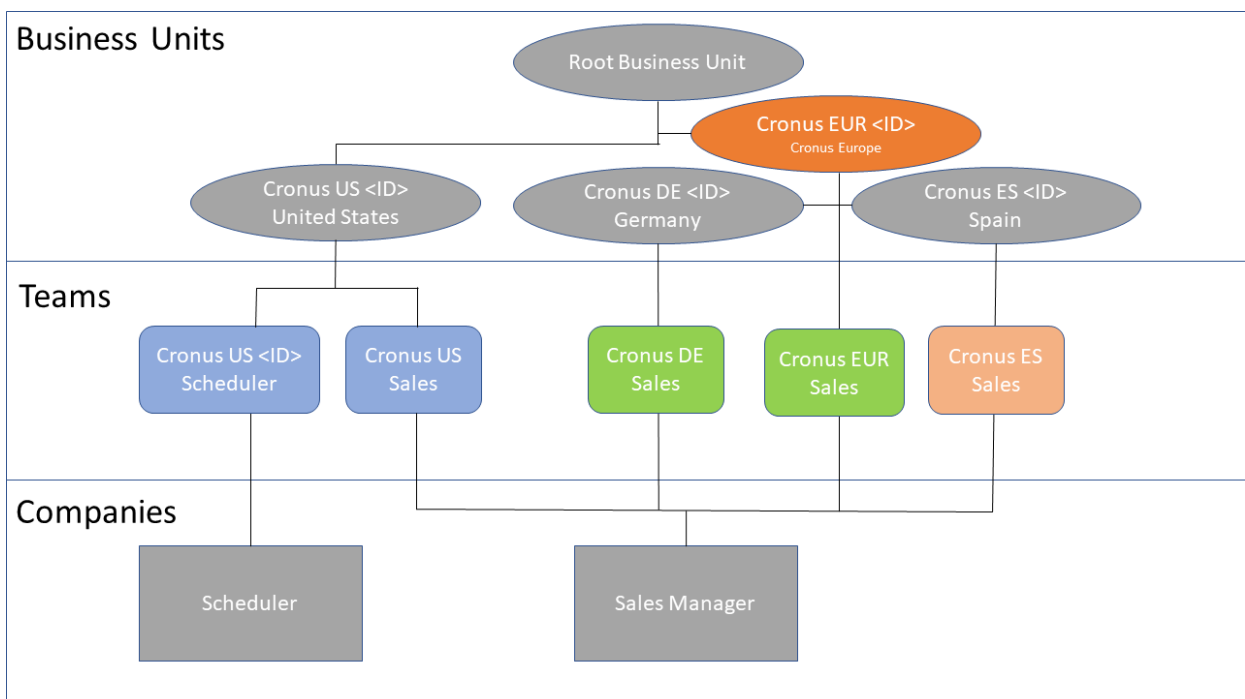 Business Units
Root Business Unit
Cronus EUR <ID>
Cronus Europe
Cronus US <ID>
United States
Cronus DE <ID>
Germany
Cronus ES <ID>
Spain
Teams
Cronus US <ID>
Scheduler
Cronus US
Sales
Cronus DE
Sales
Cronus EUR
Sales
Cronus ES
Sales
Companies
Scheduler
Sales Manager